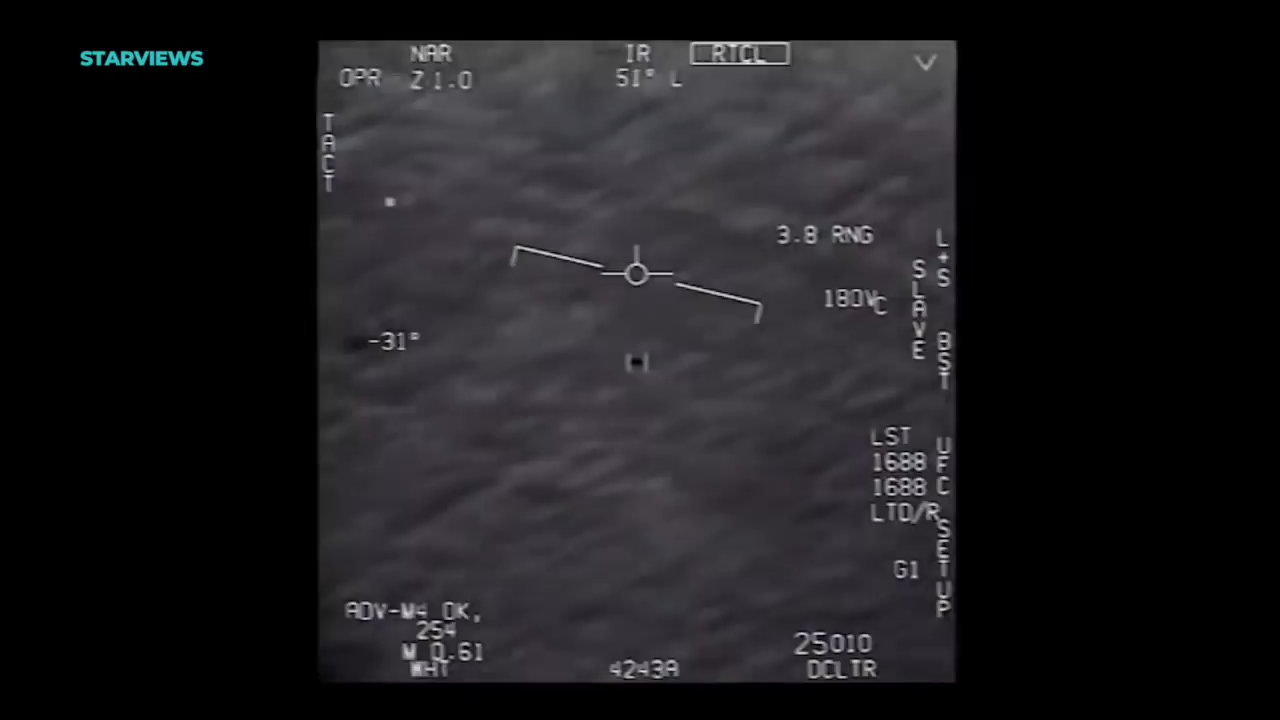 STARVIEWS
NAR
IR
RTCL
OPR
Z 1.0
51° L
TACT
3.8 RNG
L+S
SLAVE
180Vc
-31°
BST
LST
1688
1688
LTD/R
UFC
SETUP
G1
ADV-M4 OK,
254
M 0.61
WHT
4243A
25010
DCLTR